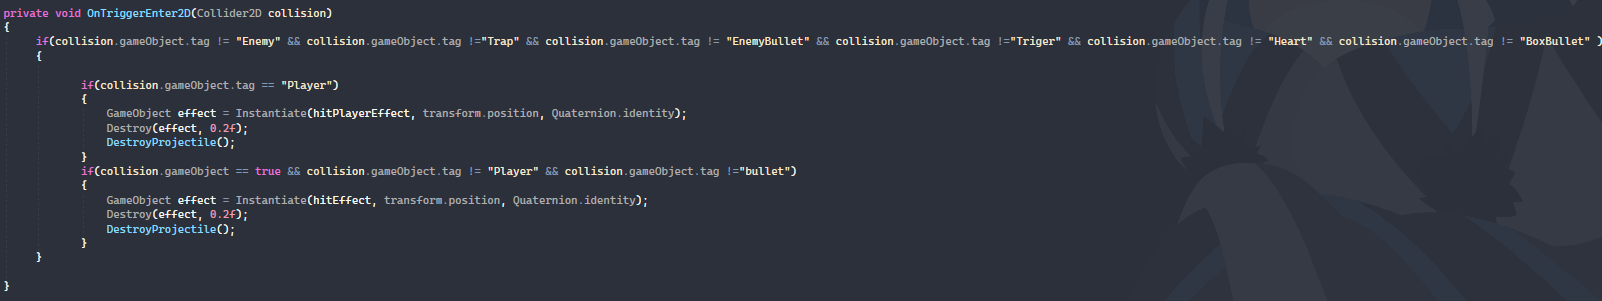 private void OnTriggerEnter2D(Collider2D collision)
{
if(collision.gameObject.tag != "Enemy" && collision.gameObject.tag !="Trap" && collision.gameObject.tag != "EnemyBullet" && collision.gameObject.tag !="Triger" && collision.gameObject.tag != "Heart" && collision.gameObject.tag != "BoxBullet" )
{
if(collision.gameObject.tag == "Player")
{
GameObject effect = Instantiate(hitPlayerEffect, transform.position, Quaternion.identity);
Destroy(effect, 0.2f);
DestroyProjectile();
}
if(collision.gameObject == true && collision.gameObject.tag != "Player" && collision.gameObject.tag !="bullet")
{
GameObject effect = Instantiate(hitEffect, transform.position, Quaternion.identity);
Destroy(effect, 0.2f);
DestroyProjectile();
}
}
}